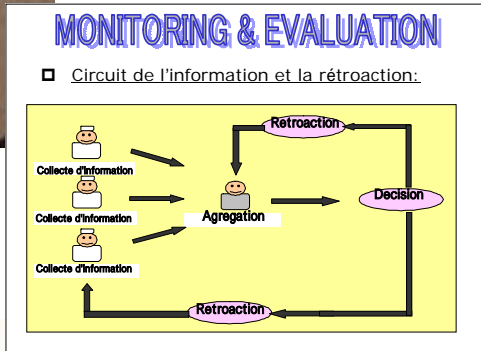 MONITORING & EVALUATION
Circuit de l'information et la rétroaction:
Retroaction
Collecte d'information
Decision
Collecte d'information
Agregation
Collecte d'information
Retroaction